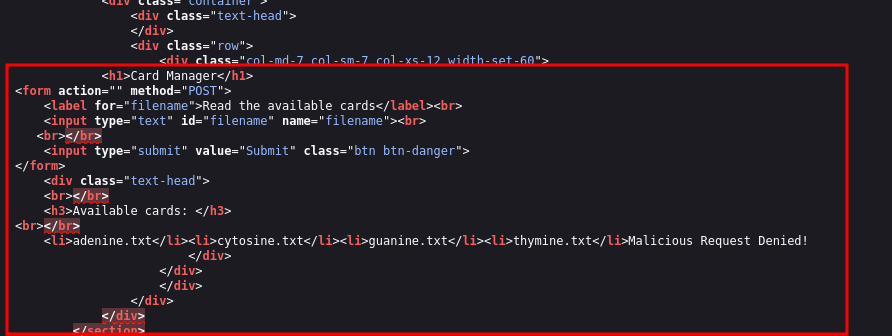 <div class="container">
<div class="text-head">
</div>
<div class="row">
<div class="col-md-7 col-sm-7 col-xs-12 width-set-60">
<h1>Card Manager</h1>
<form action="" method="POST">
<label for="filename">Read the available cards</label><br>
<input type="text" id="filename" name="filename"><br>
<br></br>
<input type="submit" value="Submit" class="btn btn-danger">
</form>
<div class="text-head">
<br></br>
<h3>Available cards: </h3>
<br></br>
<li>adenine.txt</li><li>cytosine.txt</li><li>guanine.txt</li><li>thymine.txt</li>Malicious Request Denied!
</div>
</div>
</div>
</div>
</div>
</section>